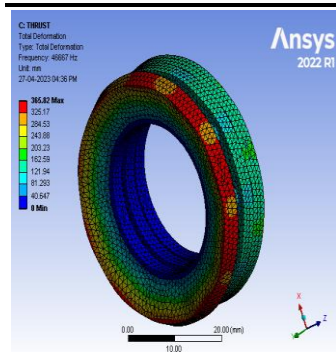 C: THRUST
Total Deformation
Type: Total Deformation
Frequency: 46667 Hz
Unit: mm
27-04-2023 04:36 PM
365.82 Max
325.17
284.53
243.88
203.23
162.59
121.94
81.293
40.647
0 Min
Ansys
2022 R1
0.00
20.00 (mm)
10.00
X
Y
Z